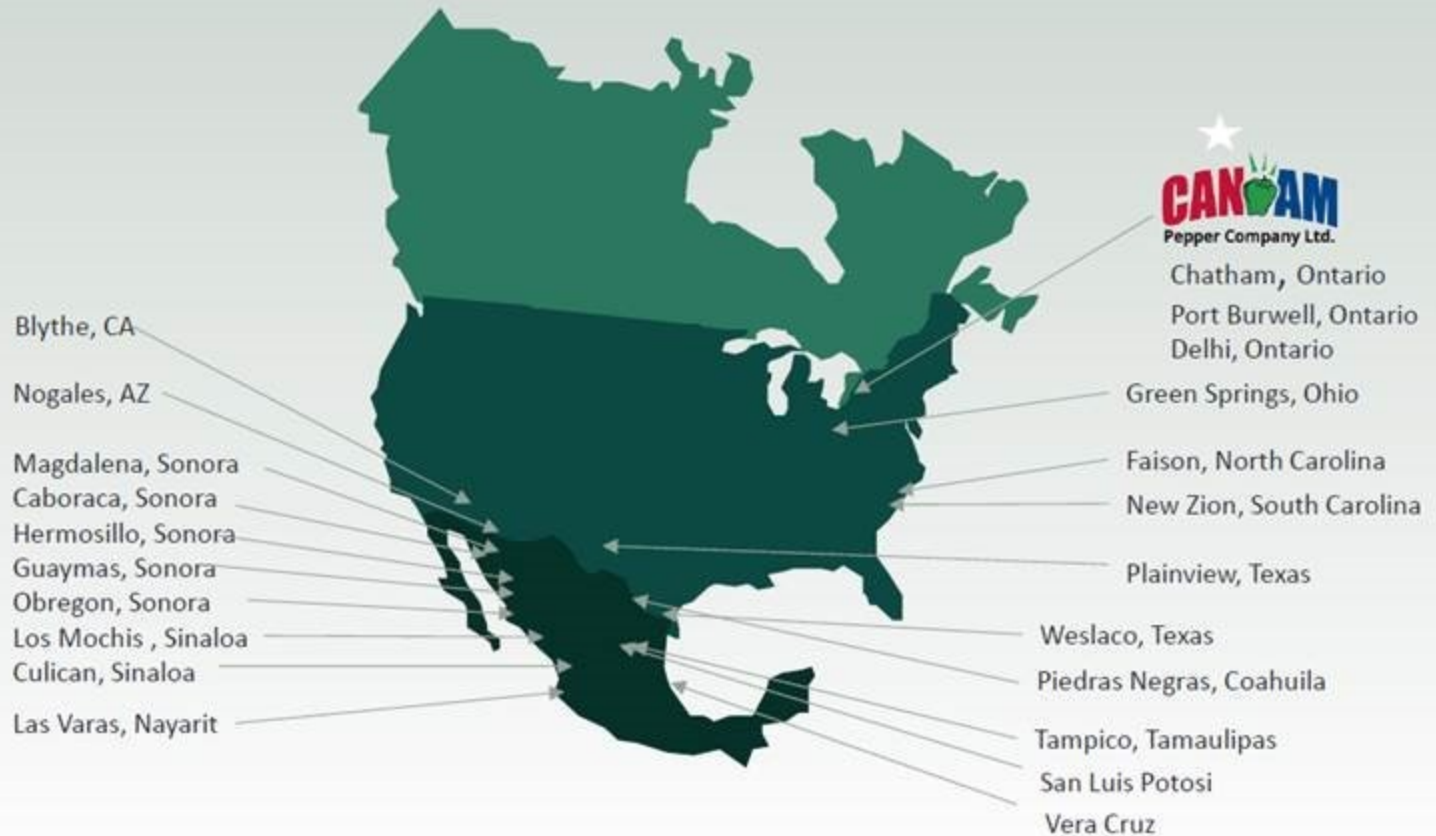 Blythe, CA
Nogales, AZ
Magdalena, Sonora
Caboraca, Sonora
Hermosillo, Sonora
Guaymas, Sonora
Obregon, Sonora
Los Mochis , Sinaloa
Culican, Sinaloa
Las Varas, Nayarit
CAN AM
Pepper Company Ltd.
Chatham, Ontario
Port Burwell, Ontario
Delhi, Ontario
Green Springs, Ohio
Faison, North Carolina
New Zion, South Carolina
Plainview, Texas
Weslaco, Texas
Piedras Negras, Coahuila
Tampico, Tamaulipas
San Luis Potosi
Vera Cruz